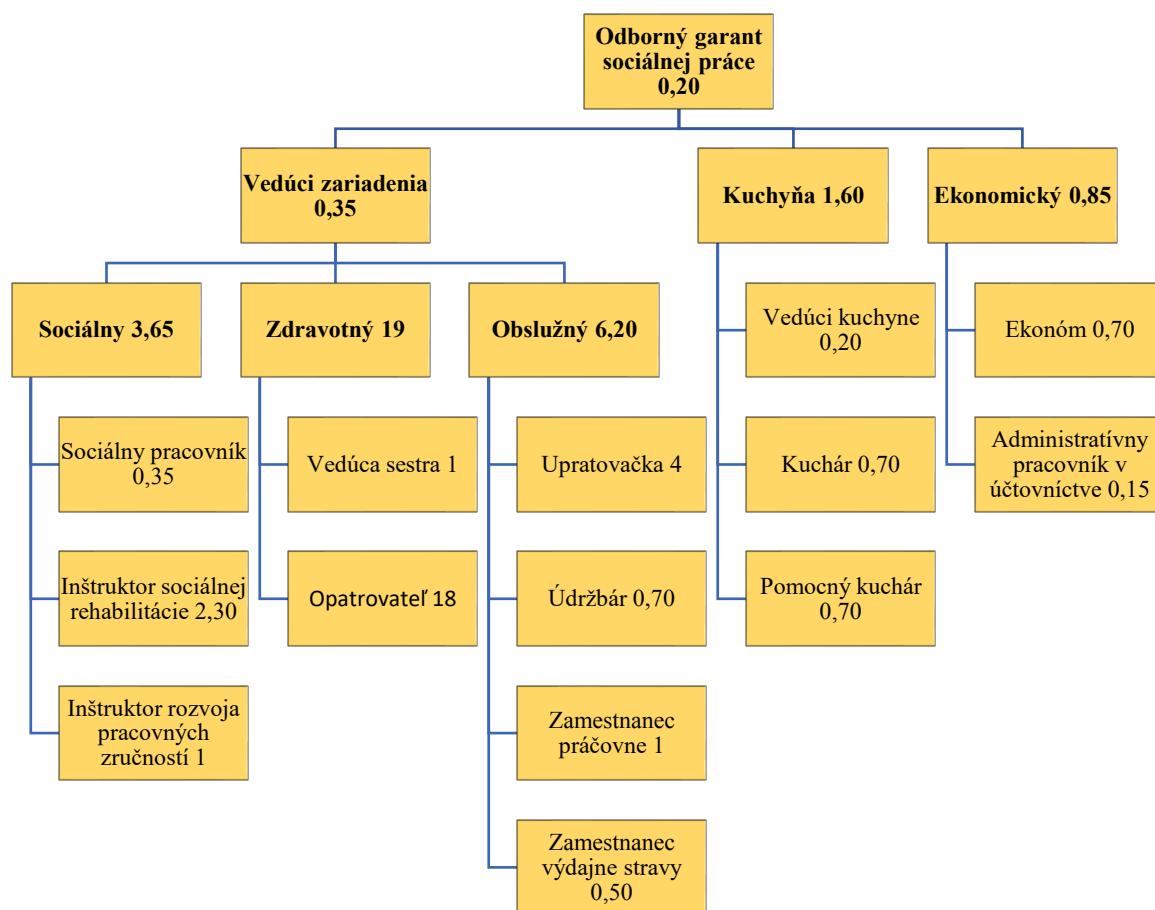 Odborný garant
sociálnej práce
0,20
Vedúci zariadenia
0,35
Kuchyňa 1,60
Ekonomický 0,85
Sociálny 3,65
Zdravotný 19
Obslužný 6,20
Vedúci kuchyne
0,20
Ekonóm 0,70
Sociálny pracovník
0,35
Vedúca sestra 1
Upratovačka 4
Kuchár 0,70
Administratívny
pracovník v
účtovníctve 0,15
Inštruktor sociálnej
rehabilitácie 2,30
Opatrovateľ 18
Údržbár 0,70
Pomocný kuchár
0,70
Inštruktor rozvoja
pracovných
zručností 1
Zamestnanec
práčovne 1
Zamestnanec
výdajne stravy
0,50